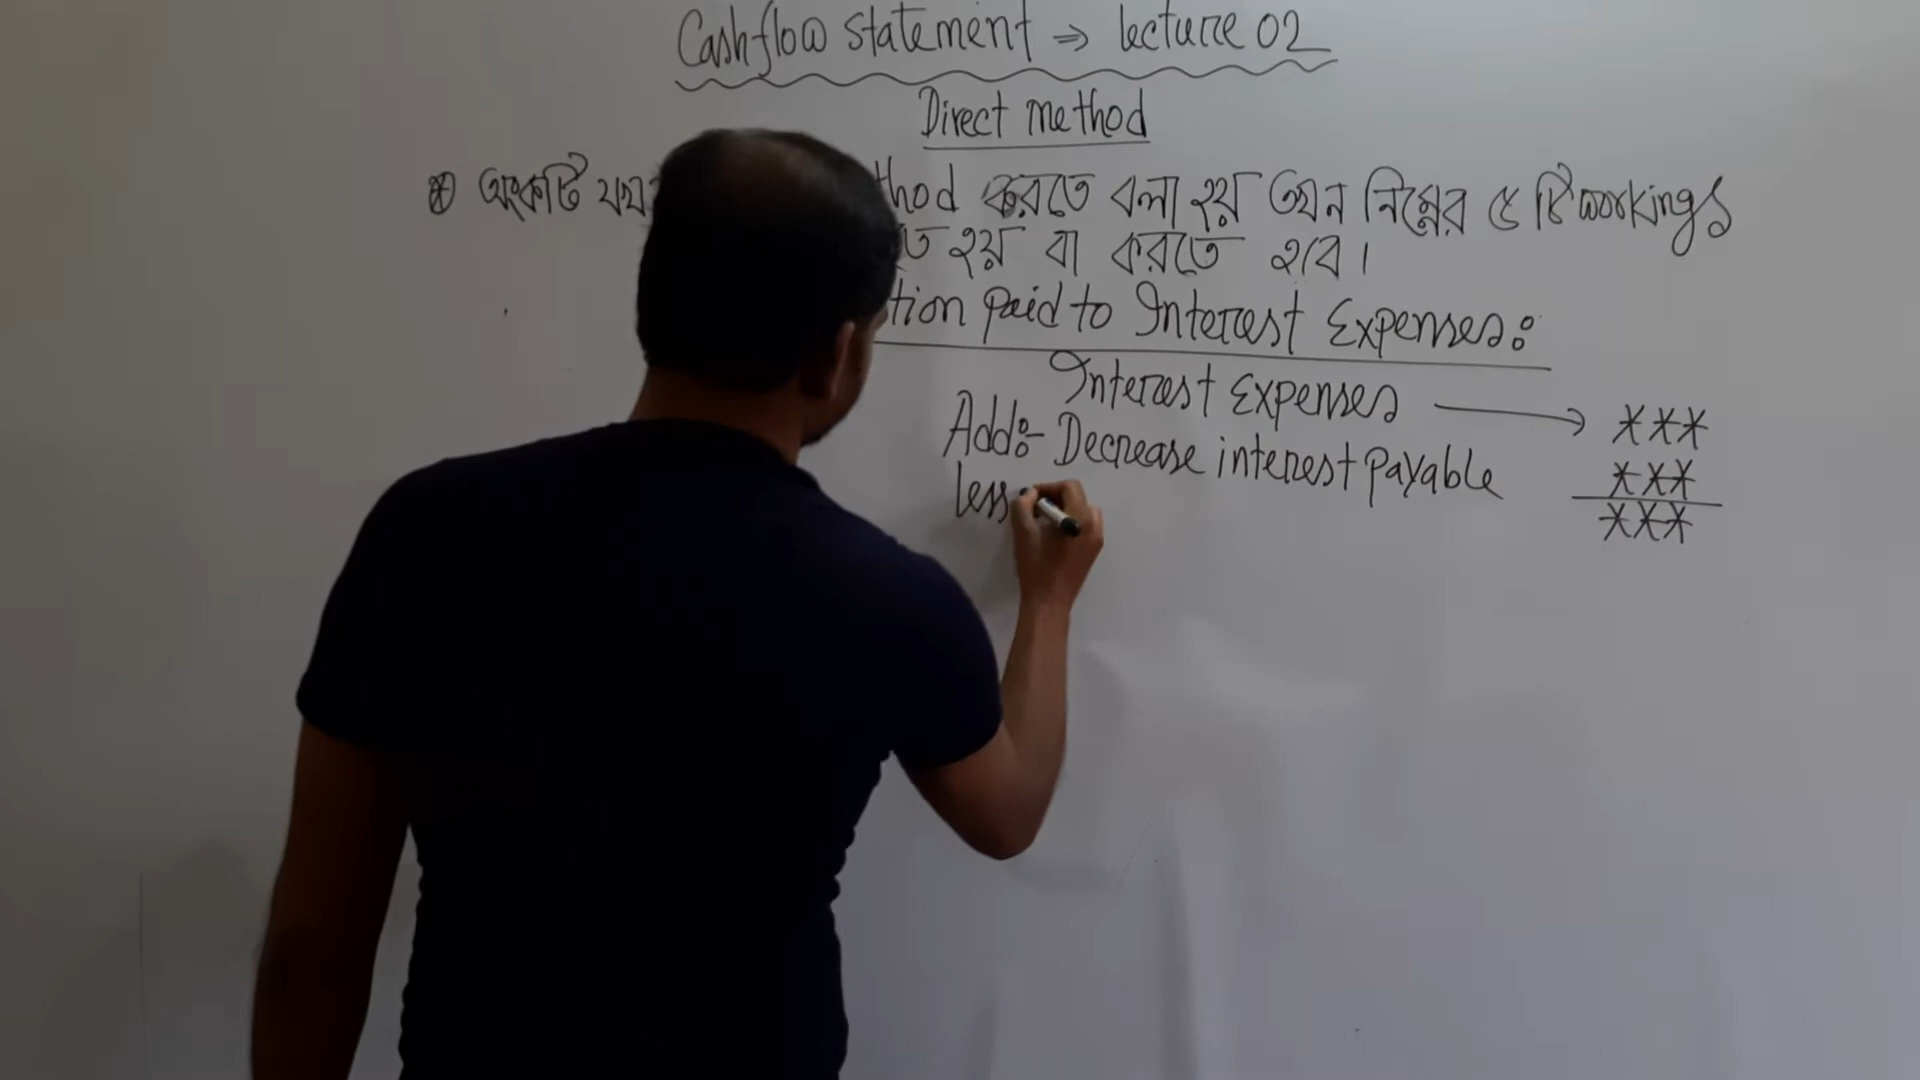 Cashflow statement ⇒ lecture 02
Direct method
অংকটি যখন thod করতে বলা হয় তখন নিম্নের ৫ টি workings
তে হয় বা করতে হবে।
tion Paid to Interest Expenses:
Interest Expenses → ***
Add:- Decrease interest payable ***
less ***